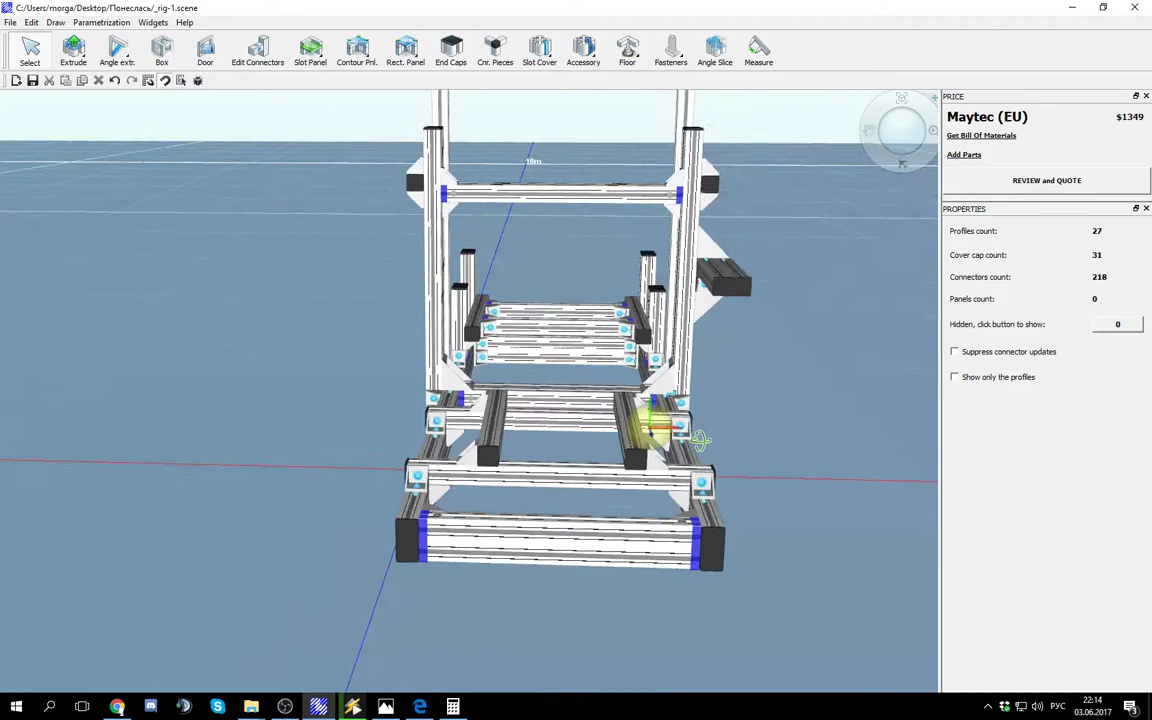 C:/Users/morga/Desktop/Понеслась/_rig-1.scene
File Edit Draw Parametrization Widgets Help
Select Extrude Angle extr. Box Door Edit Connectors Slot Panel Contour Pnl. Rect. Panel End Caps Cnr. Pieces Slot Cover Accessory Floor Fasteners Angle Slice Measure
19m
PRICE
Maytec (EU) $1349
Get Bill Of Materials
Add Parts
REVIEW and QUOTE
PROPERTIES
Profiles count: 27
Cover cap count: 31
Connectors count: 218
Panels count: 0
Hidden, click button to show: 0
Suppress connector updates
Show only the profiles
РУС
22:14
03.06.2017
3